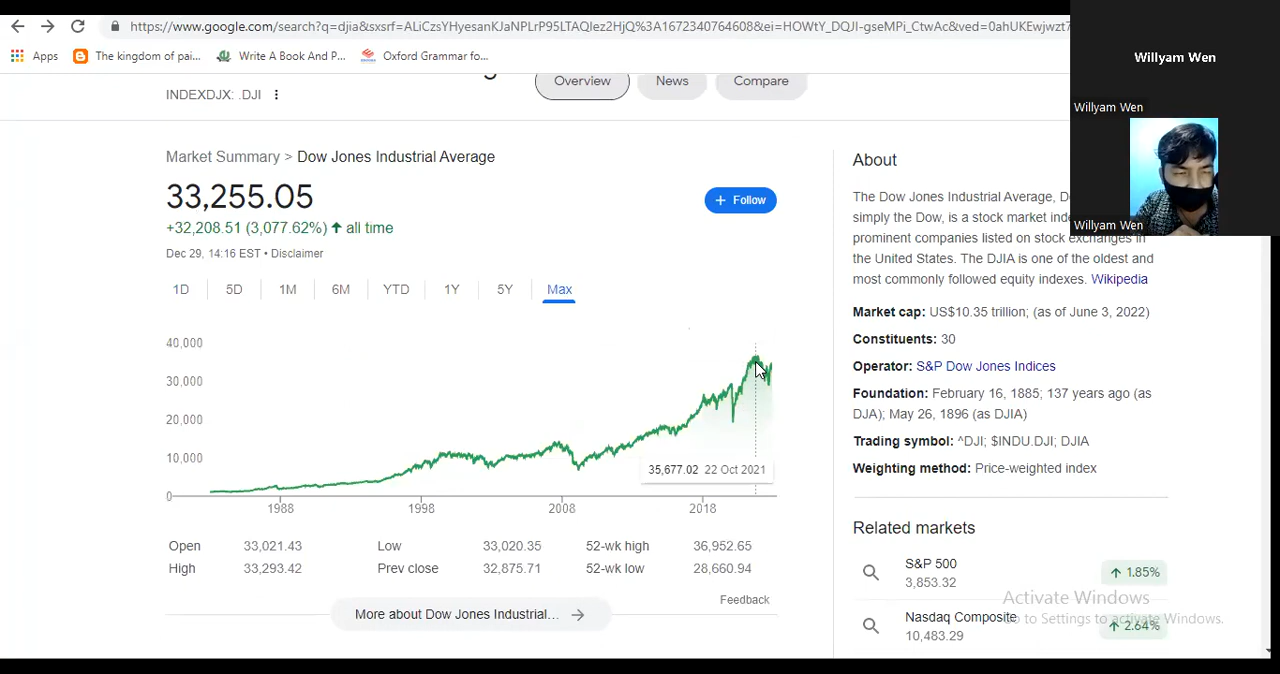 https://www.google.com/search?q=djia&sxsrf=ALiCzsYHyesanKJaNPLrP95LTAQIez2HjQ%3A1672340764608&ei=HOWtY_DQJI-gseMPi_CtwAc&ved=0ahUKEwjwzt7
Apps The kingdom of pai... Write A Book And P... Oxford Grammar fo...
Willyam Wen
Willyam Wen
Willyam Wen
INDEXDJX: .DJI
Overview News Compare
Market Summary > Dow Jones Industrial Average
33,255.05
+ Follow
+32,208.51 (3,077.62%) ↑ all time
Dec 29, 14:16 EST • Disclaimer
1D 5D 1M 6M YTD 1Y 5Y Max
40,000
30,000
20,000
10,000
0
35,677.02 22 Oct 2021
1988 1998 2008 2018
Open 33,021.43 Low 33,020.35 52-wk high 36,952.65
High 33,293.42 Prev close 32,875.71 52-wk low 28,660.94
Feedback
More about Dow Jones Industrial... →
About
The Dow Jones Industrial Average,
simply the Dow, is a stock market
prominent companies listed on stock exchanges in
the United States. The DJIA is one of the oldest and
most commonly followed equity indexes. Wikipedia
Market cap: US$10.35 trillion; (as of June 3, 2022)
Constituents: 30
Operator: S&P Dow Jones Indices
Foundation: February 16, 1885; 137 years ago (as
DJA); May 26, 1896 (as DJIA)
Trading symbol: ^DJI; $INDU.DJI; DJIA
Weighting method: Price-weighted index
Related markets
S&P 500
3,853.32
↑ 1.85%
Nasdaq Composite
10,483.29
↑ 2.64%
Activate Windows
Go to Settings to activate Windows.